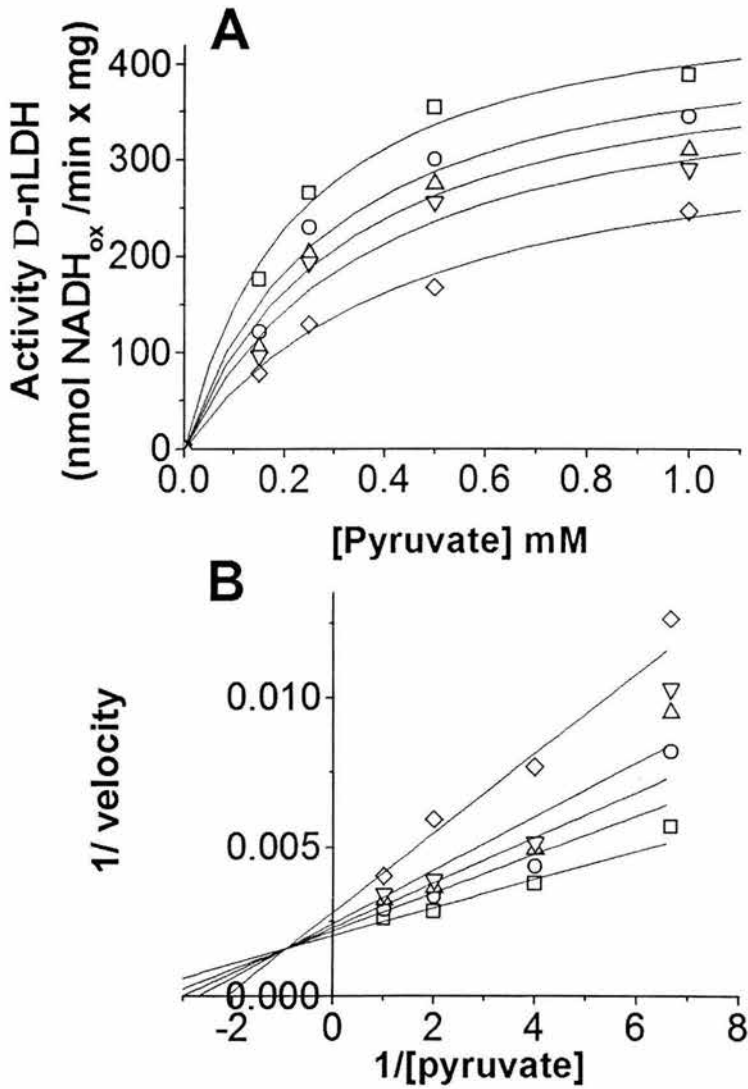 A
400
300
200
100
0
Activity D-nLDH
(nmol NADHox /min x mg)
0.0 0.2 0.4 0.6 0.8 1.0
[Pyruvate] mM
B
0.010
0.005
0.000
1/ velocity
-2 0 2 4 6 8
1/[pyruvate]